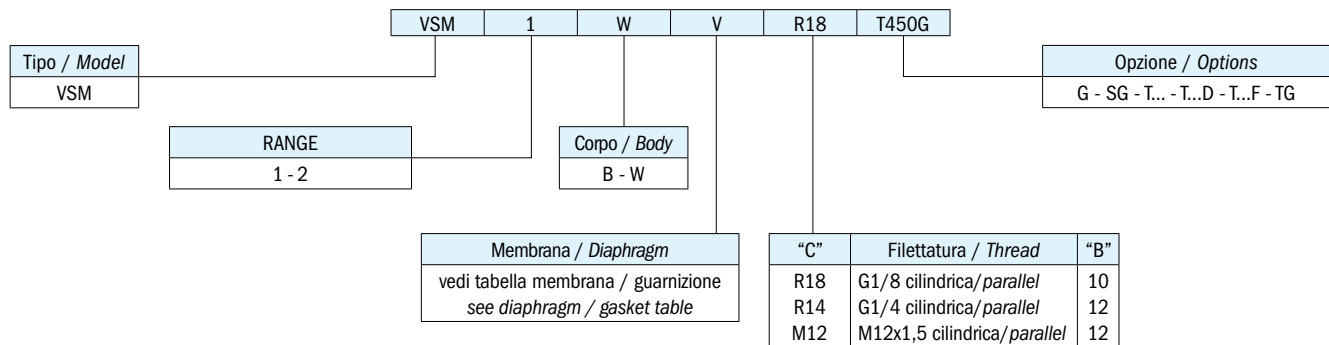 VSM 1 W V R18 T450G
Tipo / Model
VSM
Opzione / Options
G - SG - T... - T...D - T...F - TG
RANGE
1 - 2
Corpo / Body
B - W
Membrana / Diaphragm
vedi tabella membrana / guarnizione
see diaphragm / gasket table
“C” Filettatura / Thread “B”
R18 G1/8 cilindrica/parallel 10
R14 G1/4 cilindrica/parallel 12
M12 M12x1,5 cilindrica/parallel 12